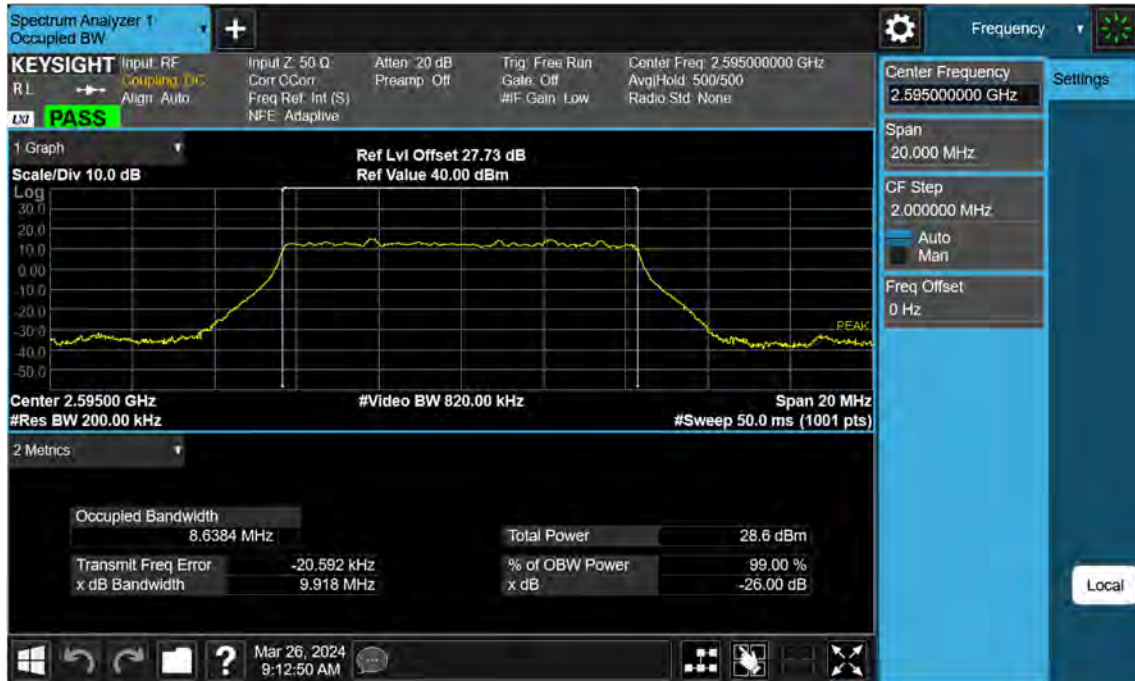 Spectrum Analyzer 1
Occupied BW
+
Frequency
KEYSIGHT
RL
LXI
PASS
Input: RF
Coupling: DC
Align: Auto
Input Z: 50 Ω
Corr CCorr
Freq Ref: Int (S)
NFE: Adaptive
Atten: 20 dB
Preamp: Off
Trig: Free Run
Gate: Off
#IF Gain: Low
Center Freq: 2.595000000 GHz
Avg|Hold: 500/500
Radio Std: None
1 Graph
Scale/Div 10.0 dB
Ref Lvl Offset 27.73 dB
Ref Value 40.00 dBm
Log
30.0
20.0
10.0
0.00
-10.0
-20.0
-30.0
-40.0
-50.0
PEAK
Center 2.59500 GHz
#Video BW 820.00 kHz
Span 20 MHz
#Res BW 200.00 kHz
#Sweep 50.0 ms (1001 pts)
2 Metrics
Occupied Bandwidth
8.6384 MHz
Total Power 28.6 dBm
Transmit Freq Error -20.592 kHz
% of OBW Power 99.00 %
x dB Bandwidth 9.918 MHz
x dB -26.00 dB
?
Mar 26, 2024
9:12:50 AM
Center Frequency
2.595000000 GHz
Settings
Span
20.000 MHz
CF Step
2.000000 MHz
Auto
Man
Freq Offset
0 Hz
Local